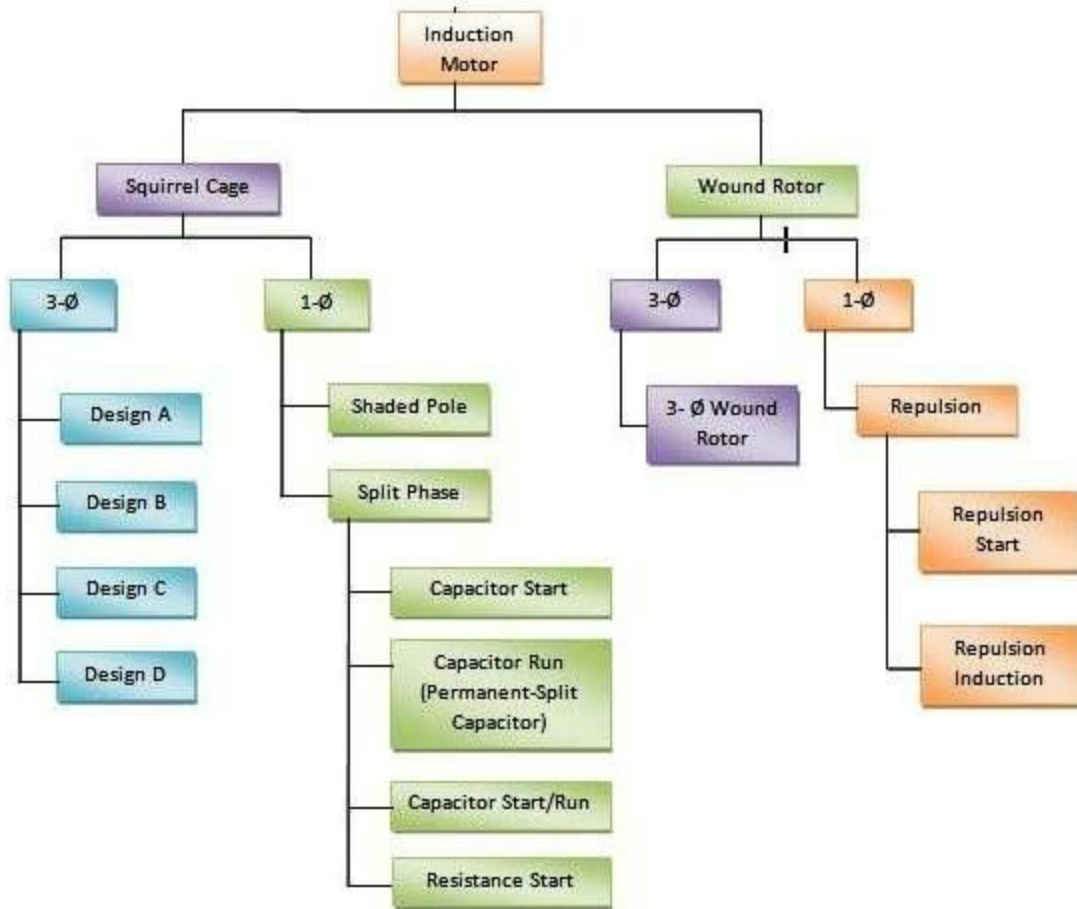 Induction
Motor
Squirrel Cage
Wound Rotor
3-Ø
1-Ø
3-Ø
1-Ø
Design A
Design B
Design C
Design D
Shaded Pole
Split Phase
Capacitor Start
Capacitor Run
(Permanent-Split
Capacitor)
Capacitor Start/Run
Resistance Start
3- Ø Wound
Rotor
Repulsion
Repulsion
Start
Repulsion
Induction